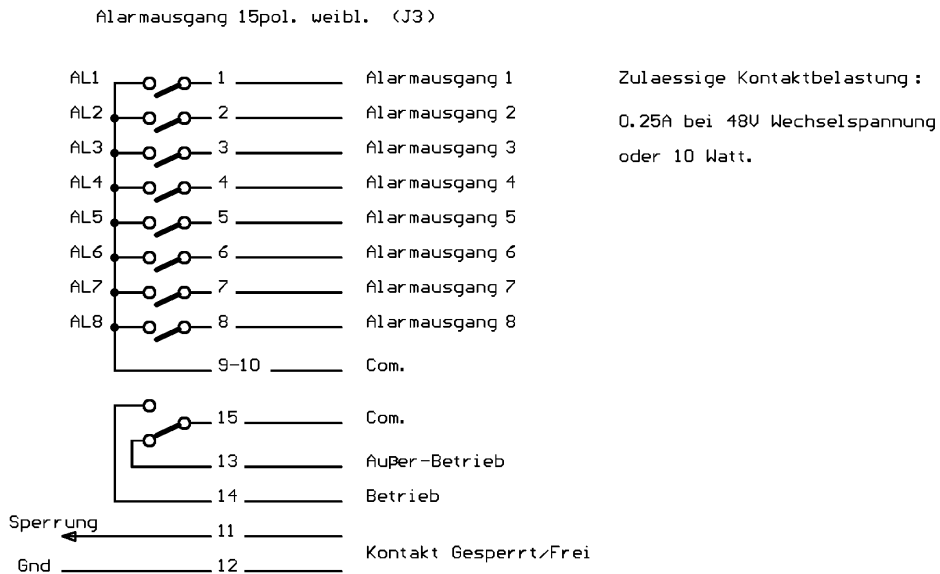 Alarmausgang 15pol. weibl. (J3)
AL1 1 Alarmausgang 1
AL2 2 Alarmausgang 2
AL3 3 Alarmausgang 3
AL4 4 Alarmausgang 4
AL5 5 Alarmausgang 5
AL6 6 Alarmausgang 6
AL7 7 Alarmausgang 7
AL8 8 Alarmausgang 8
9-10 Com.
15 Com.
13 Außer-Betrieb
14 Betrieb
Sperrung 11
Gnd 12
Kontakt Gesperrt/Frei
Zulaessige Kontaktbelastung:
0.25A bei 48V Wechselspannung
oder 10 Watt.